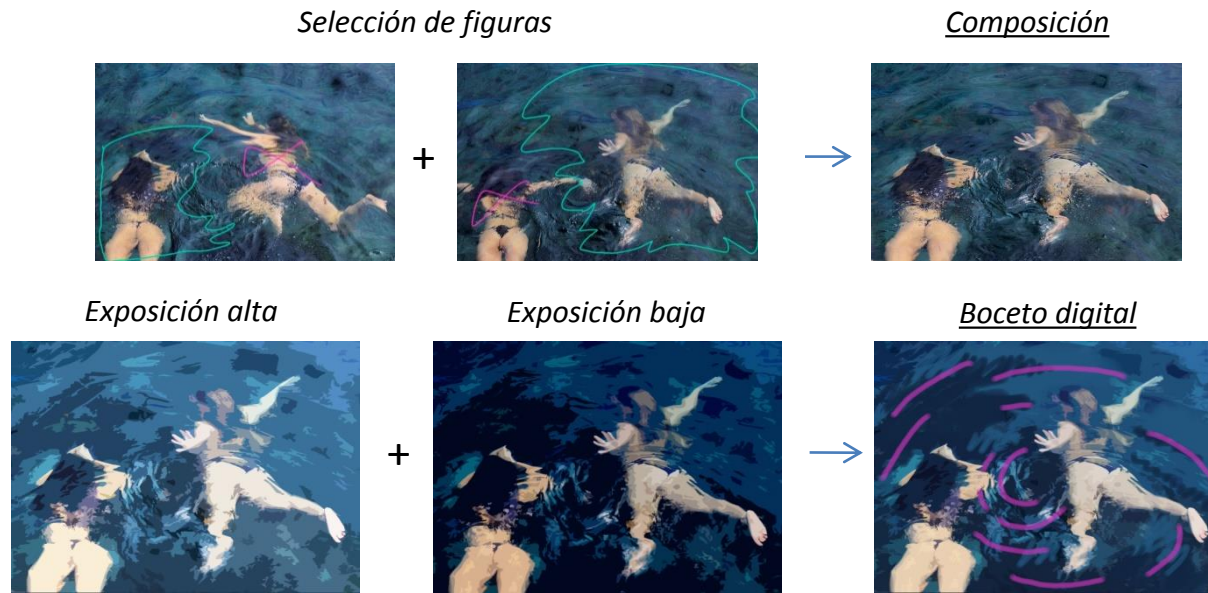 Selección de figuras
Composición
+
Exposición alta
Exposición baja
Boceto digital
+